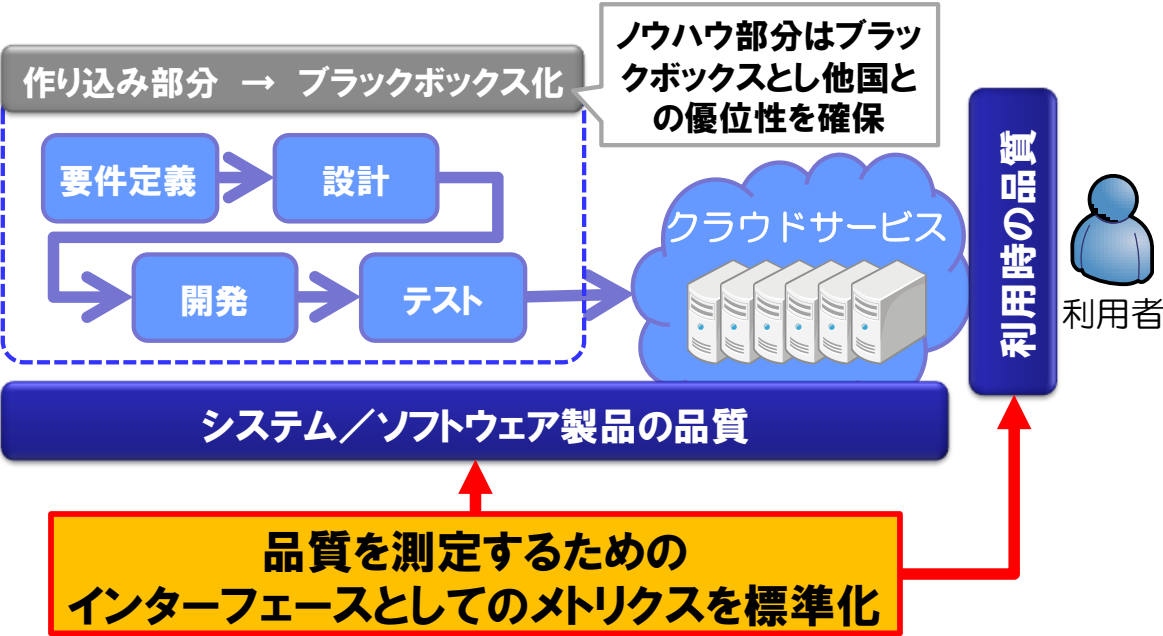 ノウハウ部分はブラッ
クボックスとし他国と
の優位性を確保
作り込み部分 → ブラックボックス化
要件定義
設計
開発
テスト
クラウドサービス
利用時の品質
利用者
システム／ソフトウェア製品の品質
品質を測定するための
インターフェースとしてのメトリクスを標準化